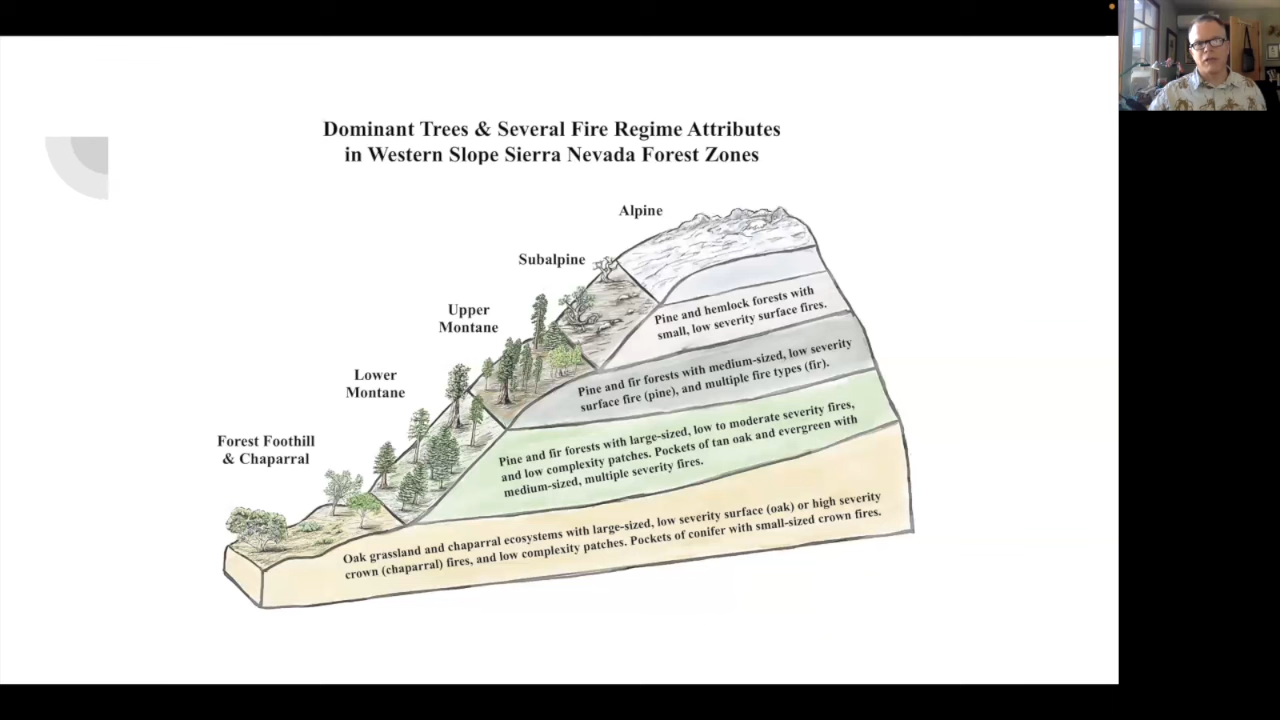 Dominant Trees & Several Fire Regime Attributes
in Western Slope Sierra Nevada Forest Zones
Alpine
Subalpine
Upper
Montane
Lower
Montane
Forest Foothill
& Chaparral
Pine and hemlock forests with
small, low severity surface fires.
Pine and fir forests with medium-sized, low severity
surface fire (pine), and multiple fire types (fir).
Pine and fir forests with large-sized, low to moderate severity fires,
and low complexity patches. Pockets of tan oak and evergreen with
medium-sized, multiple severity fires.
Oak grassland and chaparral ecosystems with large-sized, low severity surface (oak) or high severity
crown (chaparral) fires, and low complexity patches. Pockets of conifer with small-sized crown fires.